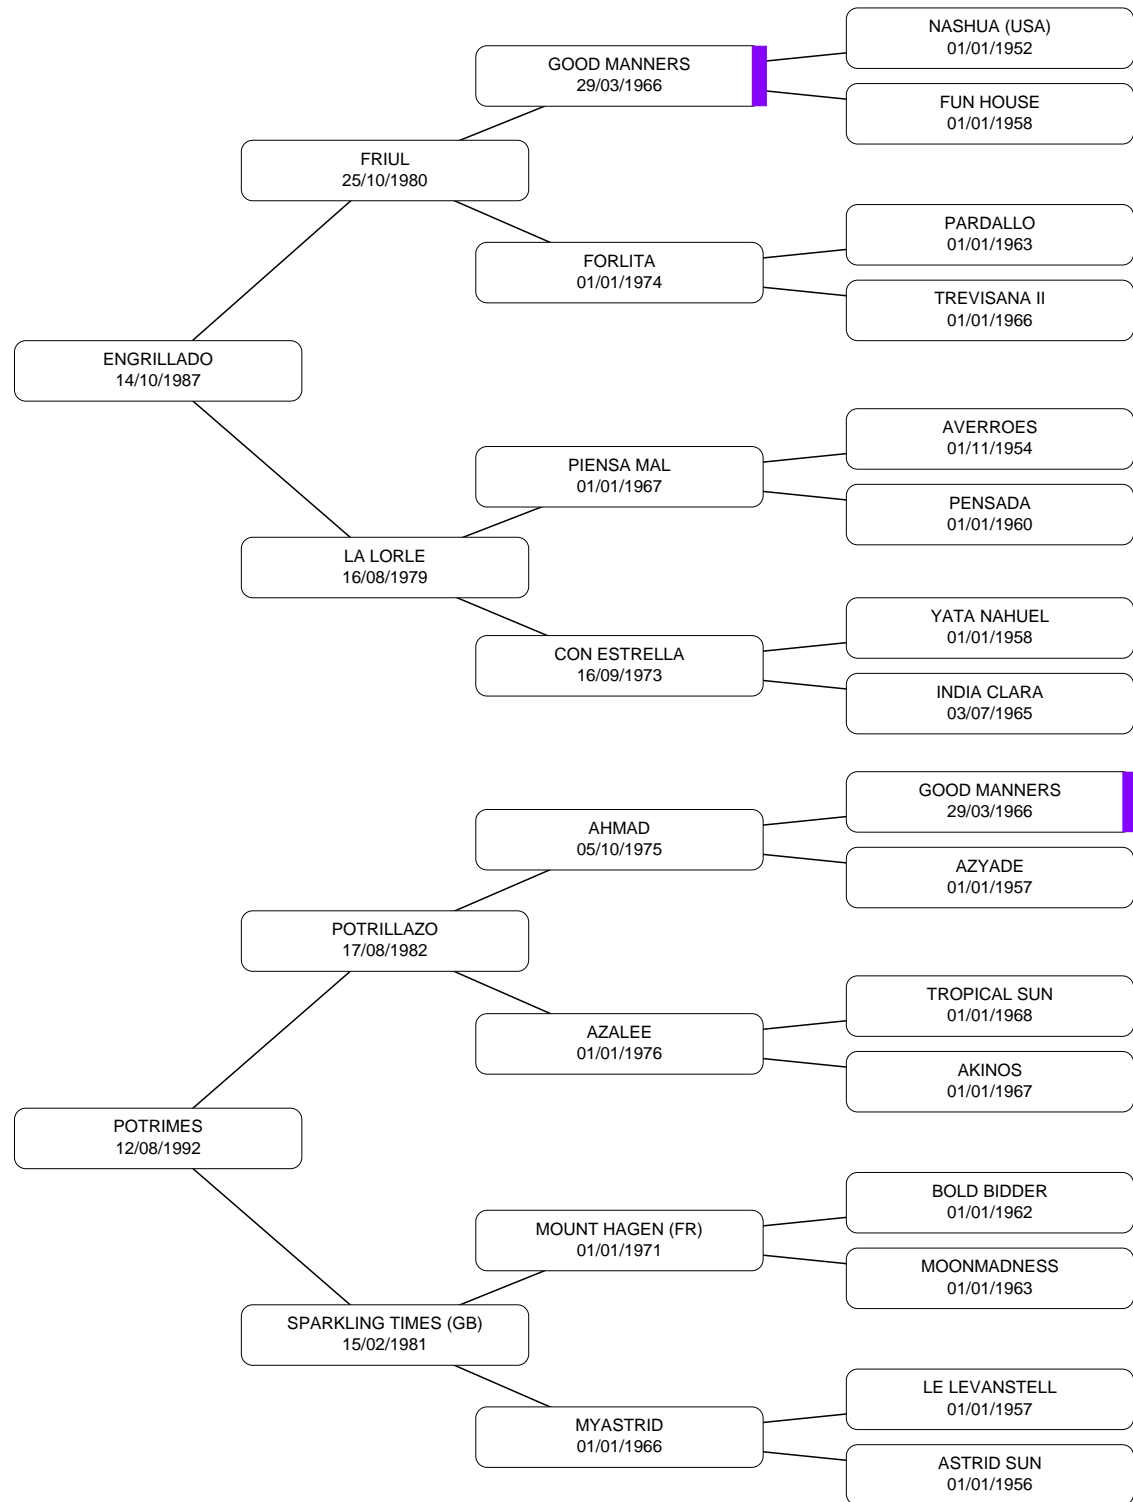 NASHUA (USA)
01/01/1952
GOOD MANNERS
29/03/1966
FUN HOUSE
01/01/1958
FRIUL
25/10/1980
PARDALLO
01/01/1963
FORLITA
01/01/1974
TREVISANA II
01/01/1966
ENGRILLADO
14/10/1987
AVERROES
01/11/1954
PIENSA MAL
01/01/1967
PENSADA
01/01/1960
LA LORLE
16/08/1979
YATA NAHUEL
01/01/1958
CON ESTRELLA
16/09/1973
INDIA CLARA
03/07/1965
GOOD MANNERS
29/03/1966
AHMAD
05/10/1975
AZYADE
01/01/1957
POTRILLAZO
17/08/1982
TROPICAL SUN
01/01/1968
AZALEE
01/01/1976
AKINOS
01/01/1967
POTRIMES
12/08/1992
BOLD BIDDER
01/01/1962
MOUNT HAGEN (FR)
01/01/1971
MOONMADNESS
01/01/1963
SPARKLING TIMES (GB)
15/02/1981
LE LEVANSTELL
01/01/1957
MYASTRID
01/01/1966
ASTRID SUN
01/01/1956